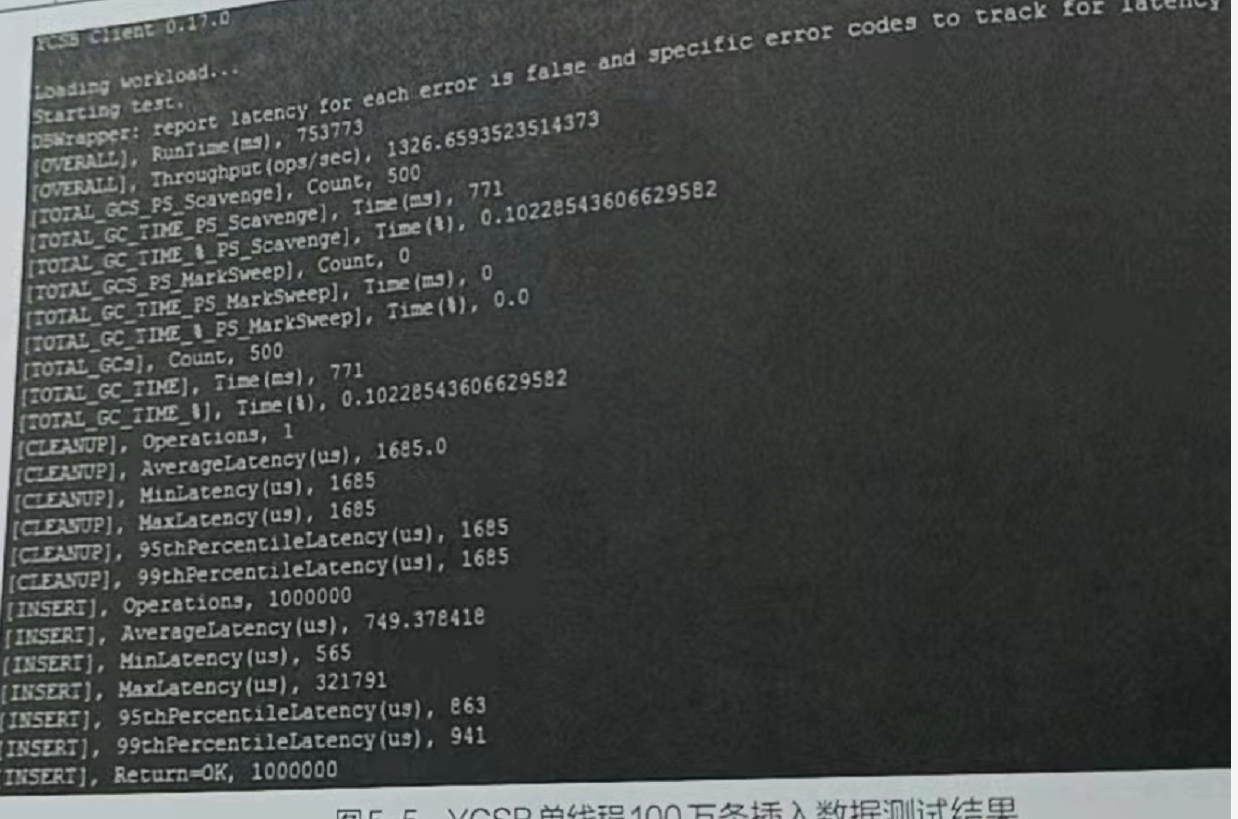 YCSB Client 0.17.0
Loading workload...
Starting test.
DBWrapper: report latency for each error is false and specific error codes to track for latency
[OVERALL], RunTime(ms), 753773
[OVERALL], Throughput(ops/sec), 1326.6593523514373
[TOTAL_GCS_PS_Scavenge], Count, 500
[TOTAL_GC_TIME_PS_Scavenge], Time(ms), 771
[TOTAL_GC_TIME_%_PS_Scavenge], Time(%), 0.10228543606629582
[TOTAL_GCS_PS_MarkSweep], Count, 0
[TOTAL_GC_TIME_PS_MarkSweep], Time(ms), 0
[TOTAL_GC_TIME_%_PS_MarkSweep], Time(%), 0.0
[TOTAL_GCs], Count, 500
[TOTAL_GC_TIME], Time(ms), 771
[TOTAL_GC_TIME_%], Time(%), 0.10228543606629582
[CLEANUP], Operations, 1
[CLEANUP], AverageLatency(us), 1685.0
[CLEANUP], MinLatency(us), 1685
[CLEANUP], MaxLatency(us), 1685
[CLEANUP], 95thPercentileLatency(us), 1685
[CLEANUP], 99thPercentileLatency(us), 1685
[INSERT], Operations, 1000000
[INSERT], AverageLatency(us), 749.378418
[INSERT], MinLatency(us), 565
[INSERT], MaxLatency(us), 321791
[INSERT], 95thPercentileLatency(us), 863
[INSERT], 99thPercentileLatency(us), 941
[INSERT], Return=OK, 1000000
图5-5 YCSB单线程100万条插入数据测试结果